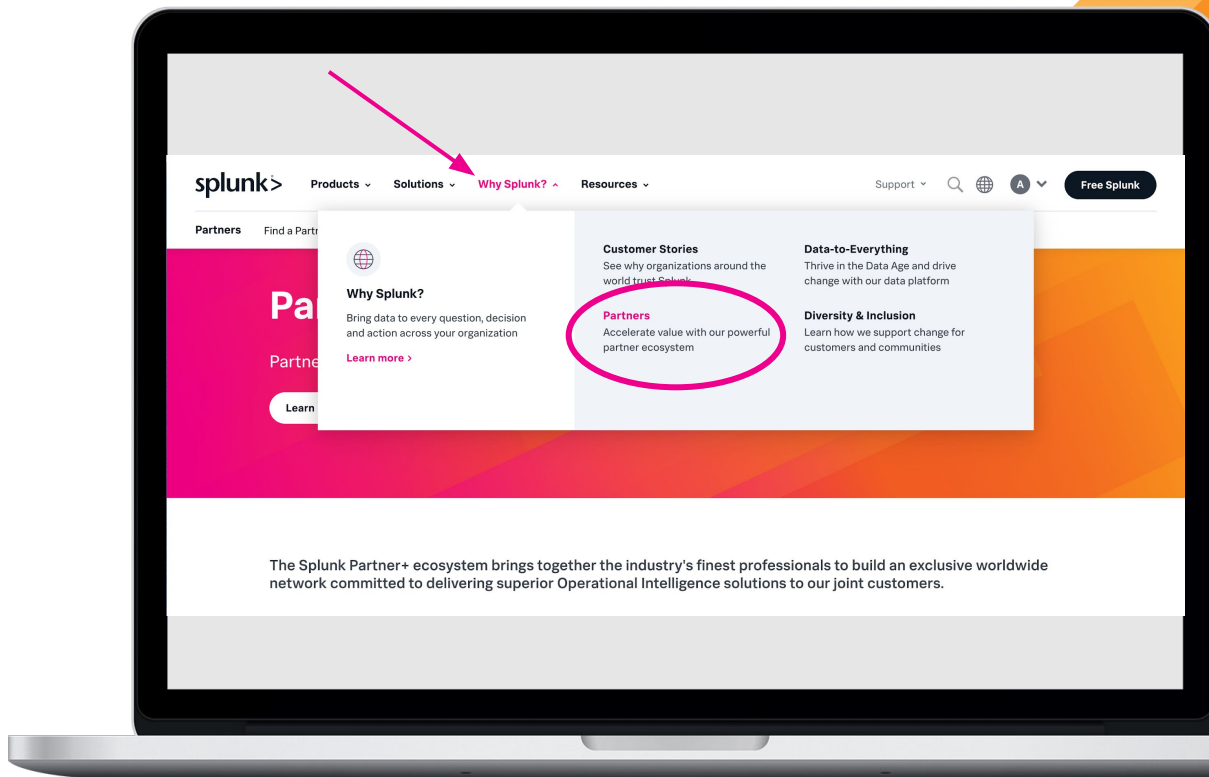 splunk>
Products
Solutions
Why Splunk?
Resources
Support
A
Free Splunk
Partners
Find a Partn
Why Splunk?
Bring data to every question, decision
and action across your organization
Learn more >
Customer Stories
See why organizations around the
world trust Splunk
Partners
Accelerate value with our powerful
partner ecosystem
Data-to-Everything
Thrive in the Data Age and drive
change with our data platform
Diversity & Inclusion
Learn how we support change for
customers and communities
Pa
Partne
Learn
The Splunk Partner+ ecosystem brings together the industry's finest professionals to build an exclusive worldwide
network committed to delivering superior Operational Intelligence solutions to our joint customers.